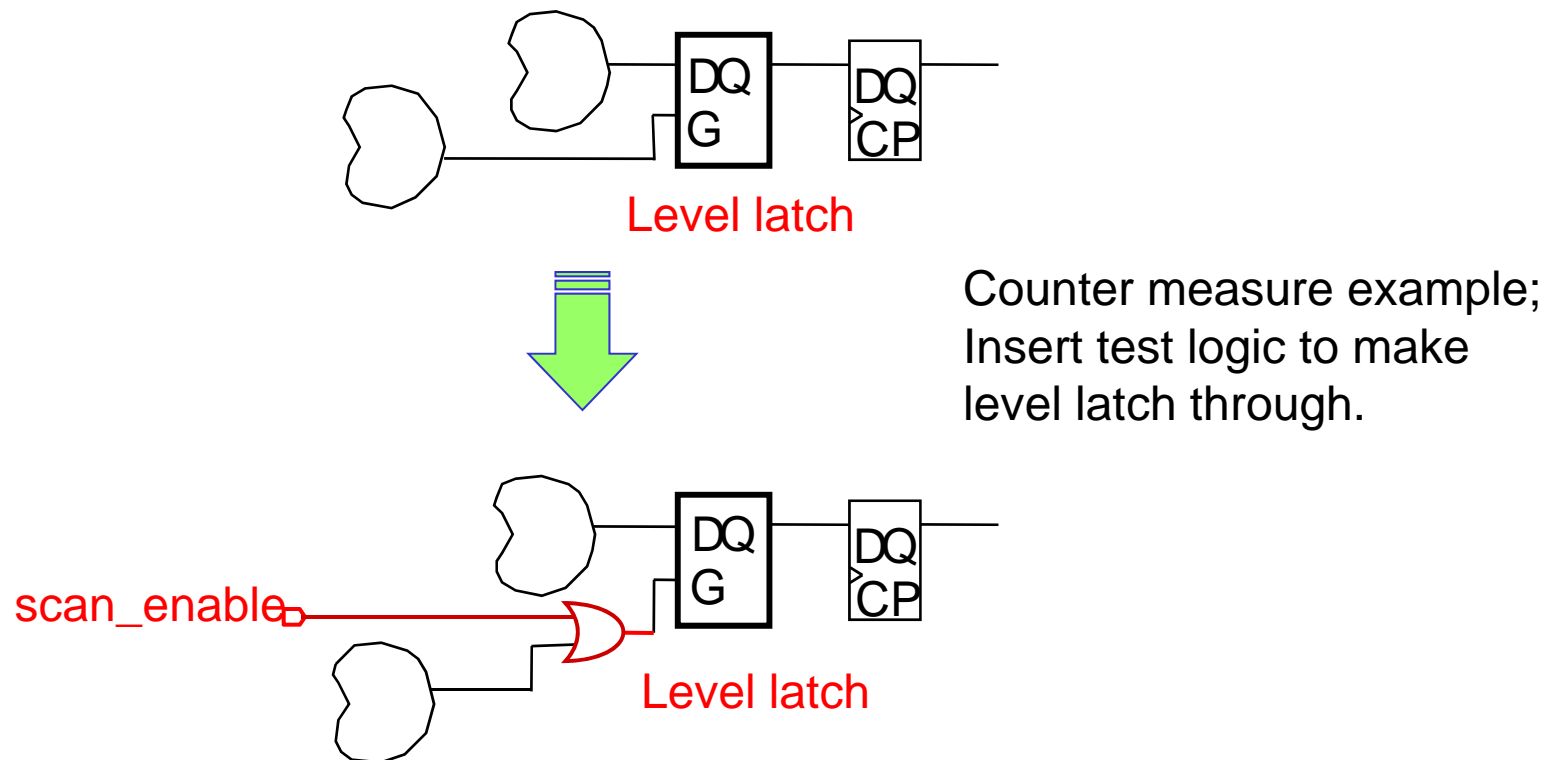 DQ
G
DQ
CP
Level latch
Counter measure example;
Insert test logic to make
level latch through.
DQ
G
DQ
CP
scan_enable
Level latch